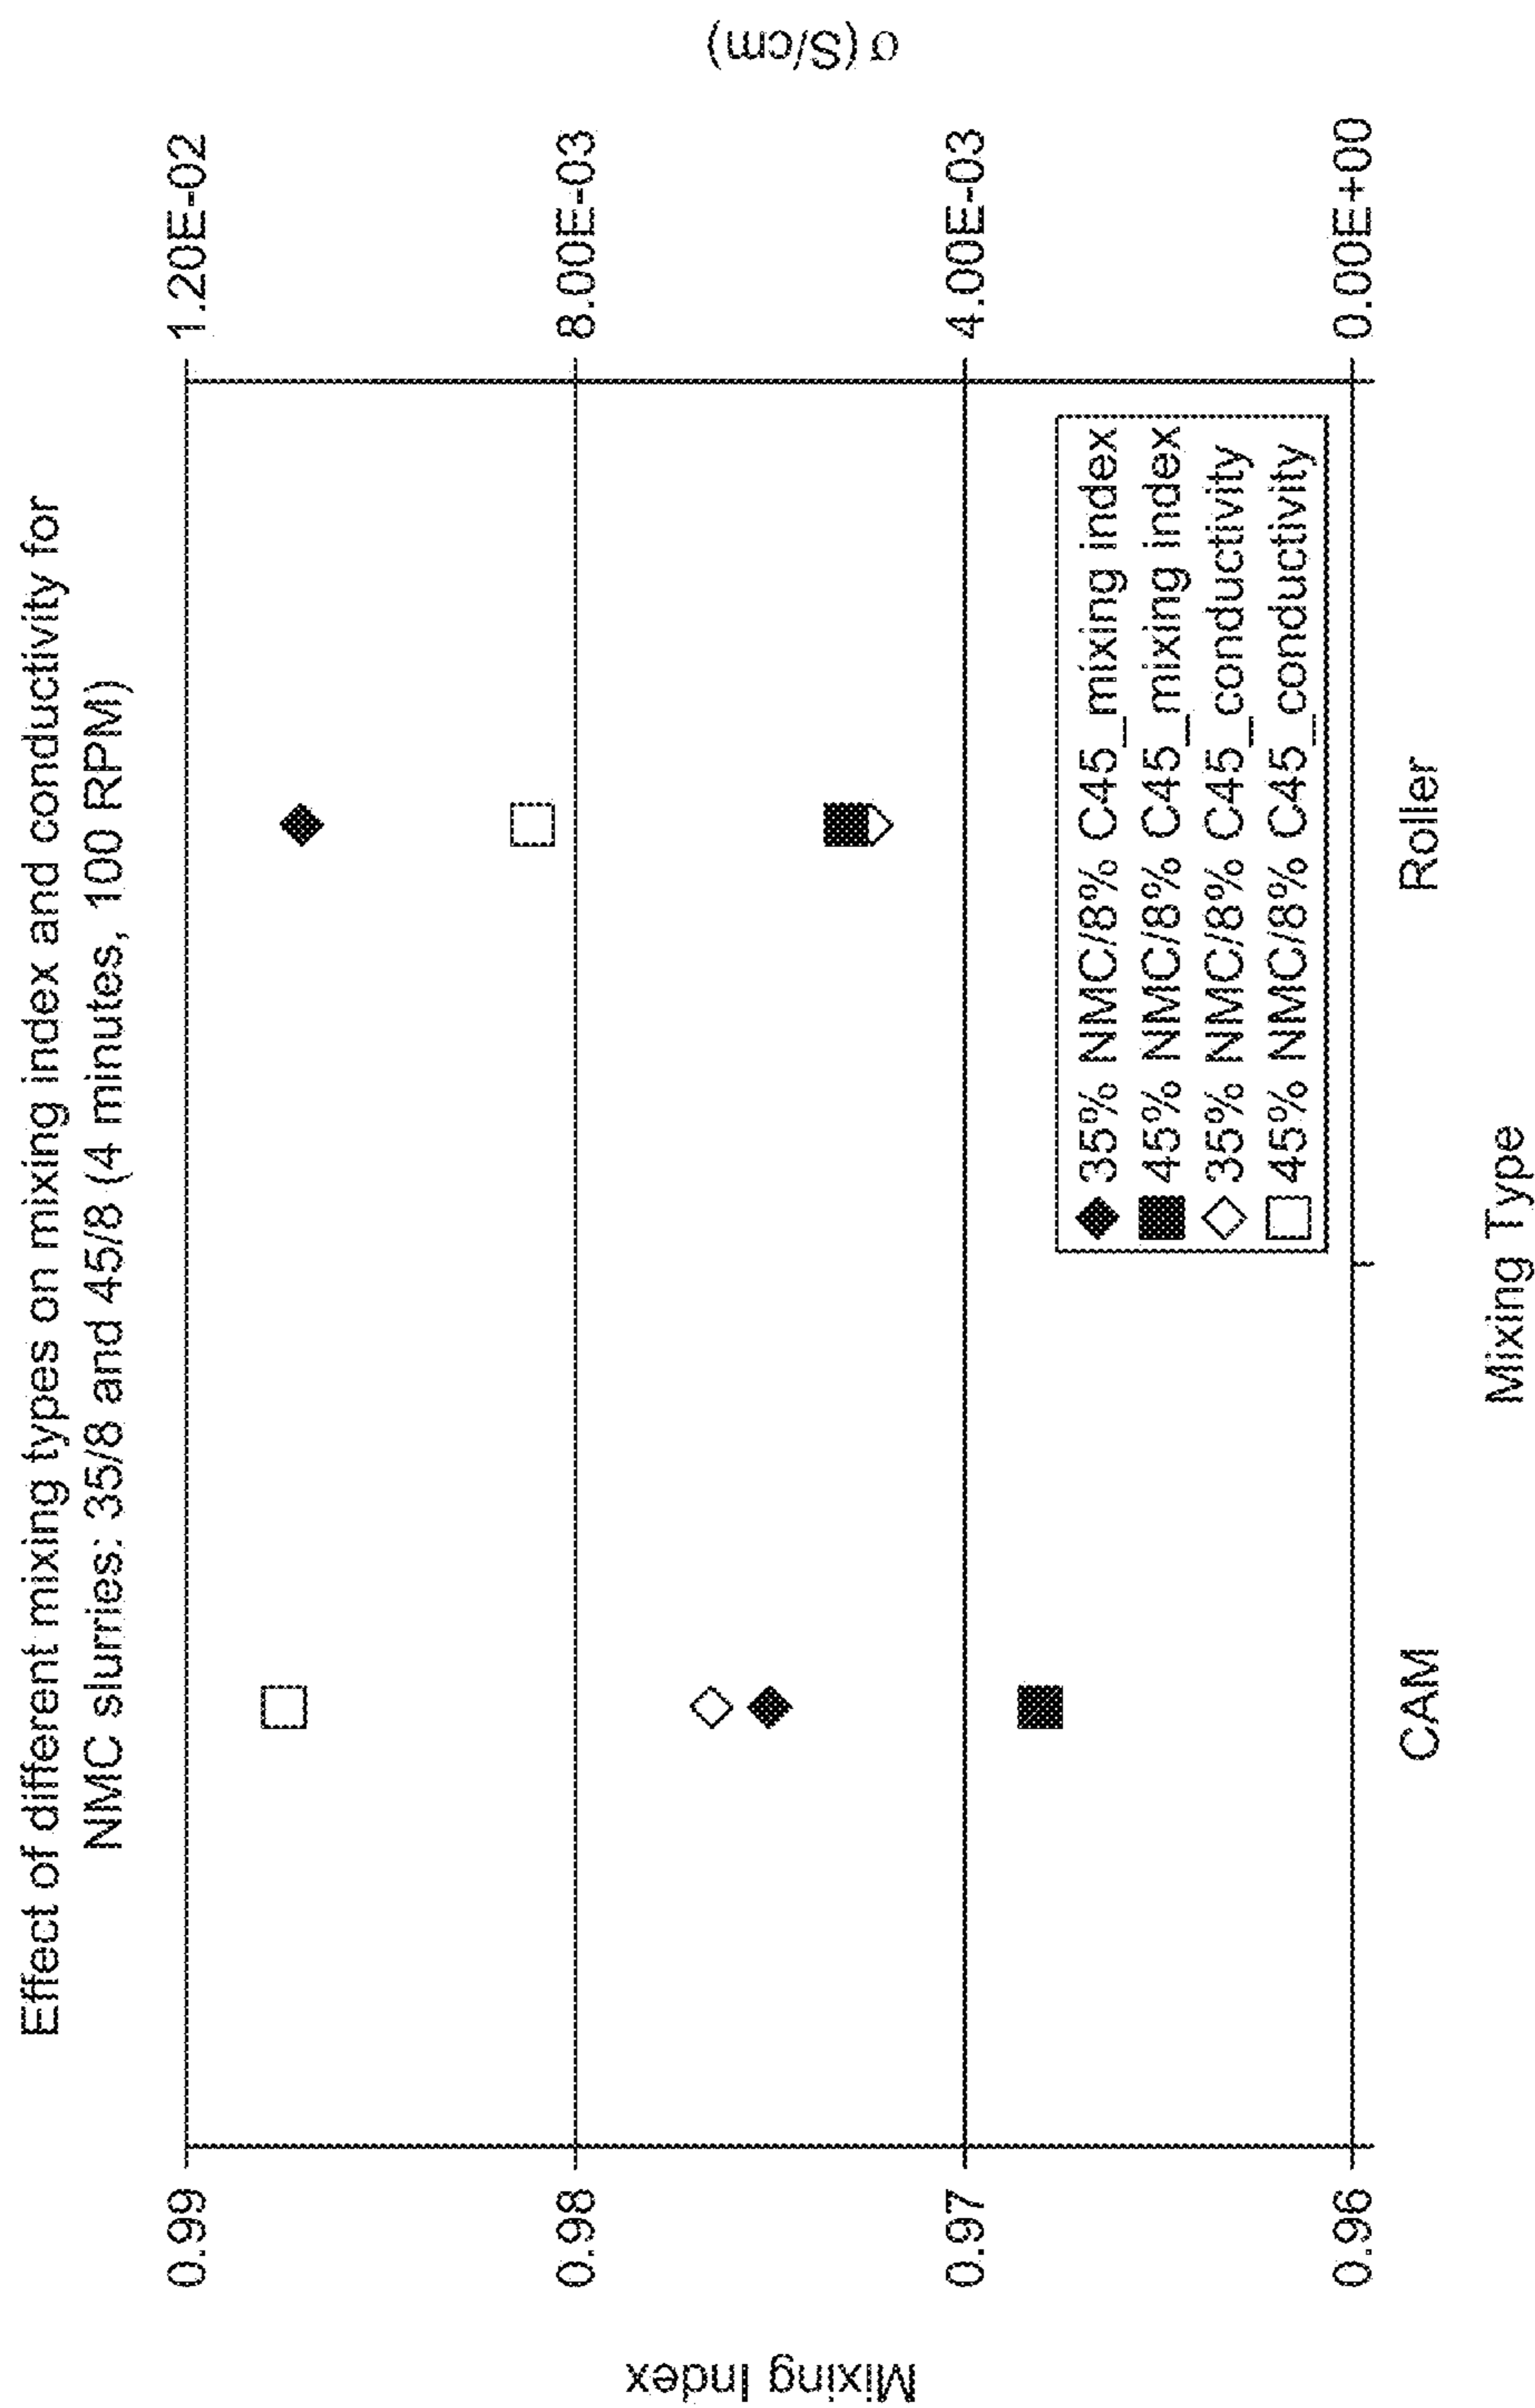 Effect of different mixing types on mixing index and conductivity for
NMC slurries: 35/8 and 45/8 (4 minutes, 100 RPM)
Mixing Index
0.99
0.98
0.97
0.96
1.20E-02
8.00E-03
4.00E-03
0.00E+00
σ (S/cm)
35% NMC/8% C45_mixing index
45% NMC/8% C45_mixing index
35% NMC/8% C45_conductivity
45% NMC/8% C45_conductivity
CAM
Roller
Mixing Type